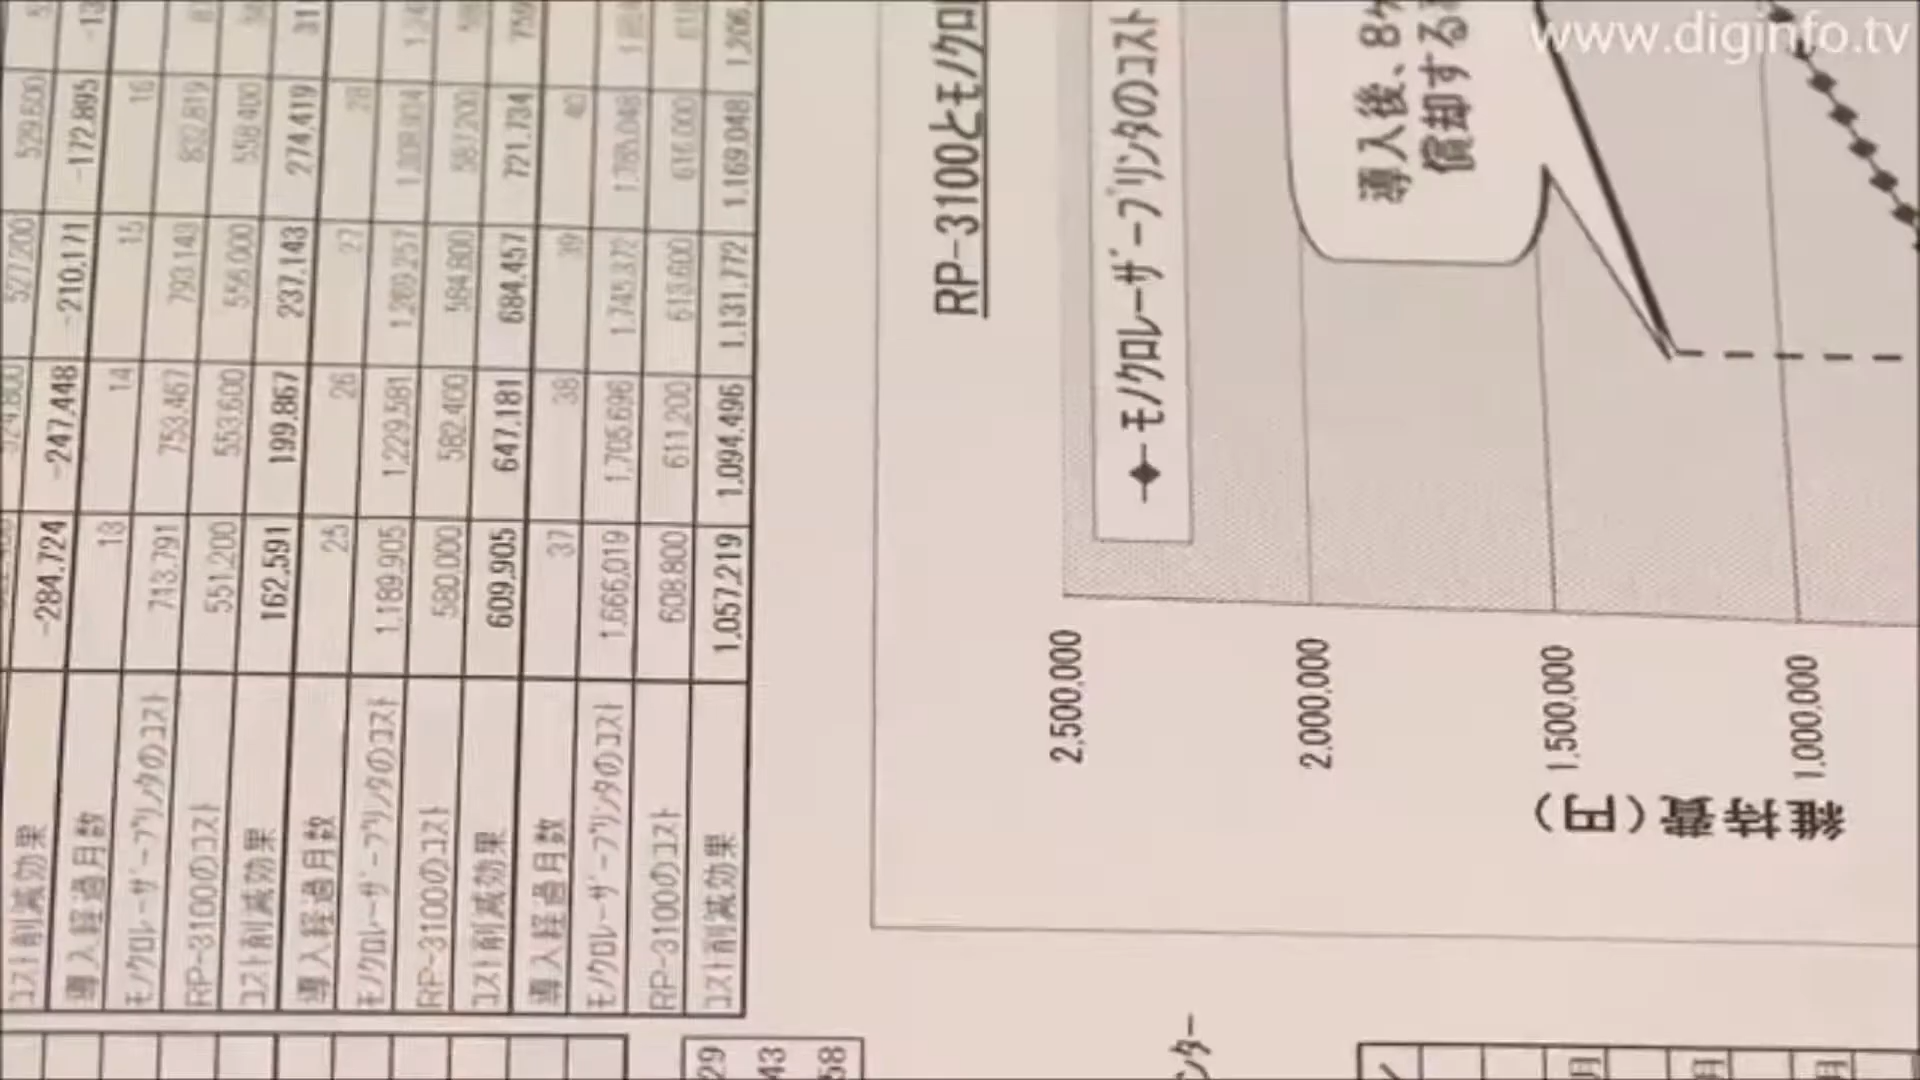 www.diginfo.tv
529,600
527,200
コスト削減効果 -284,724 -247,448 -210,171 -172,895
導入経過月数 13 14 15 16
モノクロレーザープリンタのコスト 713,791 753,467 793,143 832,819
RP-3100のコスト 551,200 553,600 556,000 558,400
コスト削減効果 162,591 199,867 237,143 274,419
導入経過月数 25 26 27 28
モノクロレーザープリンタのコスト 1,189,905 1,229,581 1,269,257 1,308,934
RP-3100のコスト 580,000 582,400 584,800 587,200
コスト削減効果 609,905 647,181 684,457 721,734
導入経過月数 37 38 39 40
モノクロレーザープリンタのコスト 1,666,019 1,705,696 1,745,372 1,785,048
RP-3100のコスト 608,800 611,200 613,600 616,000
コスト削減効果 1,057,219 1,094,496 1,131,772 1,169,048
RP-3100とモノクロ
モノクロレーザープリンタのコスト
導入後、8ヶ
償却する
2,500,000
2,000,000
1,500,000
1,000,000
維持費(円)
29
43
58
ンター
月
月
月